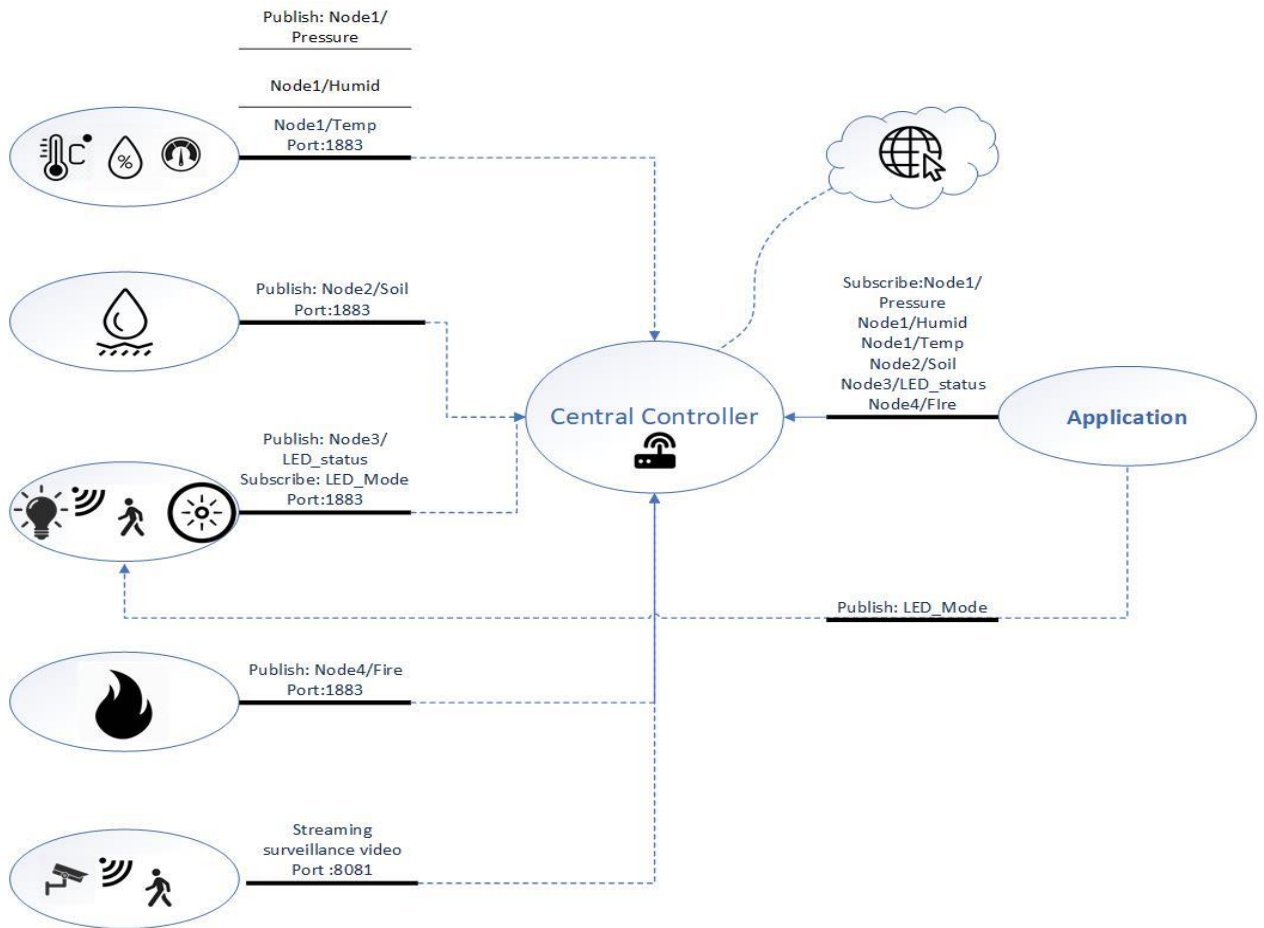 Publish: Node1/
Pressure
Node1/Humid
Node1/Temp
Port:1883
C
%
Publish: Node2/Soil
Port:1883
Publish: Node3/
LED_status
Subscribe: LED_Mode
Port:1883
Publish: Node4/Fire
Port:1883
Streaming
surveillance video
Port :8081
Central Controller
Subscribe:Node1/
Pressure
Node1/Humid
Node1/Temp
Node2/Soil
Node3/LED_status
Node4/FIre
Application
Publish: LED_Mode